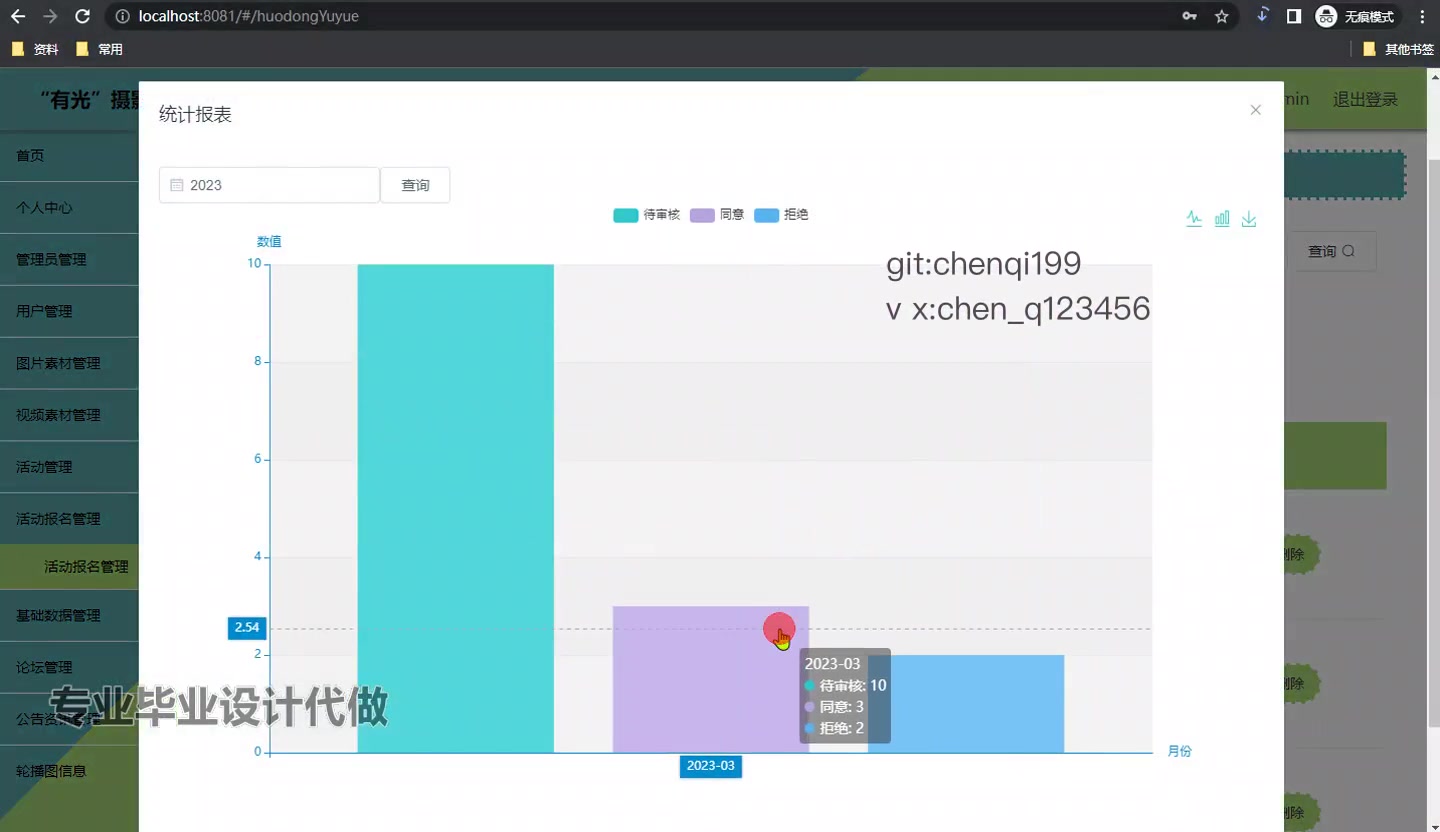 localhost:8081/#/huodongYuyue
无痕模式
资料
常用
其他书签
“有光”摄影
min
退出登录
统计报表
首页
个人中心
管理员管理
用户管理
图片素材管理
视频素材管理
活动管理
活动报名管理
活动报名管理
基础数据管理
论坛管理
公告资讯管理
轮播图信息
2023
查询
待审核
同意
拒绝
数值
10
8
6
4
2.54
2
0
git:chenqi199
v x:chen_q123456
2023-03
待审核: 10
同意: 3
拒绝: 2
2023-03
月份
查询
删除
删除
删除
专业毕业设计代做